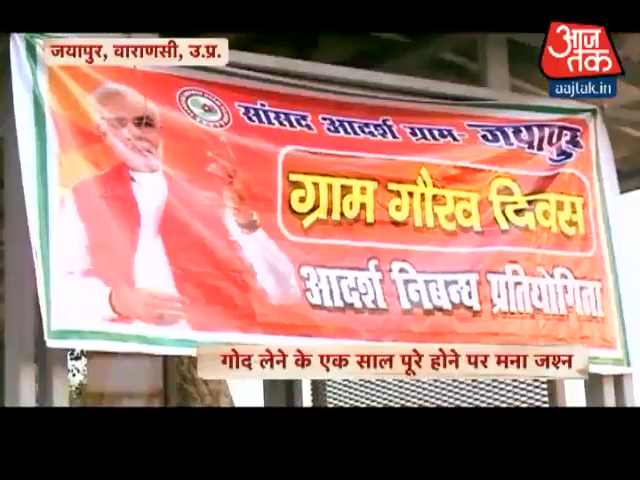 जयापुर, वाराणसी, उ.प्र.
आज
तक
aajtak.in
सांसद आदर्श ग्राम- जयापुर
ग्राम गौरव दिवस
आदर्श निबन्ध प्रतियोगिता
गोद लेने के एक साल पूरे होने पर मना जश्न